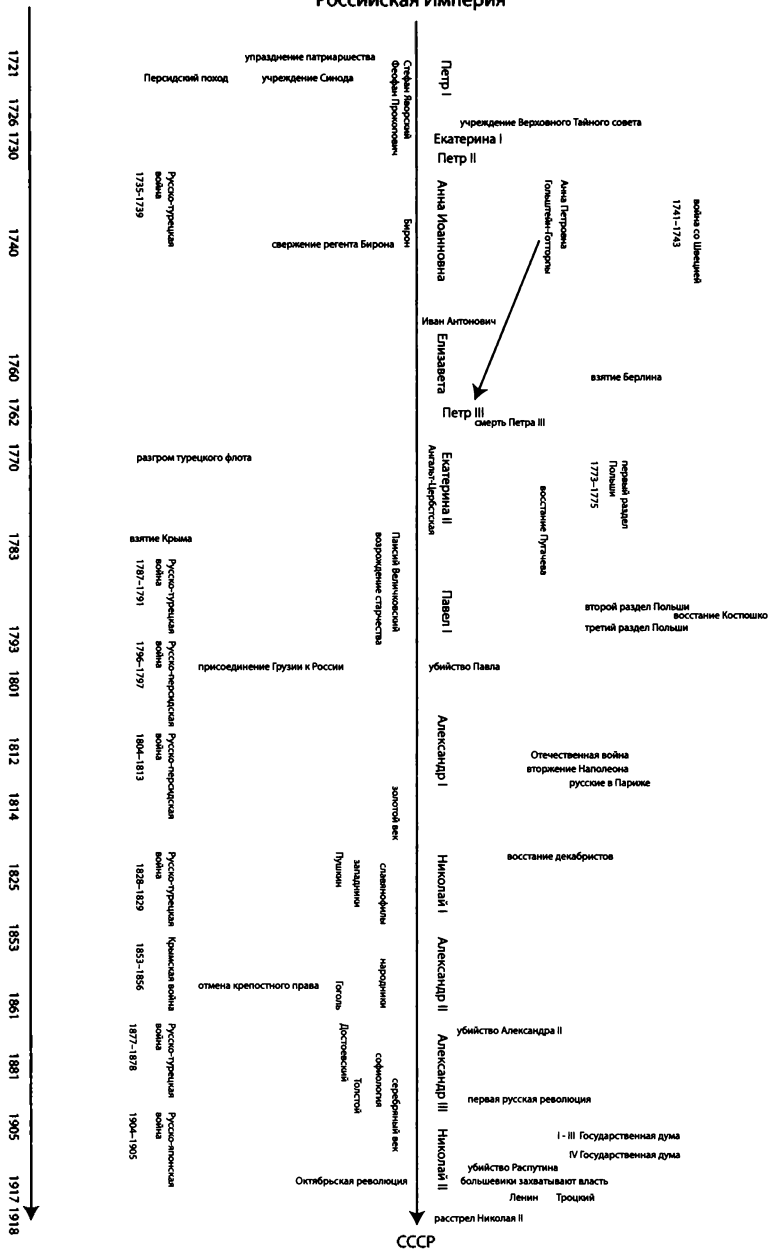 Российская Империя
1721
1726
1730
1740
1760
1762
1770
1783
1793
1801
1812
1814
1825
1853
1861
1881
1905
1917
1918
упразднение патриаршества
Персидский поход
учреждение Синода
Стефан Яворский
Феофан Прокопович
Петр I
учреждение Верховного Тайного совета
Екатерина I
Петр II
Русско-турецкая
война
1735–1739
Бирон
свержение регента Бирона
Анна Иоанновна
Анна Петровна
Гольштейн-Готторпы
война со Швецией
1741–1743
Иван Антонович
Елизавета
взятие Берлина
Петр III
смерть Петра III
разгром турецкого флота
Екатерина II
Ангальт-Цербстская
восстание Пугачева
первый раздел
Польши
1773–1775
взятие Крыма
Русско-турецкая
война
1787–1791
Паисий Величковский
возрождение старчества
Павел I
второй раздел Польши
восстание Костюшко
третий раздел Польши
Русско-персидская
война
1796–1797
присоединение Грузии к России
убийство Павла
Русско-персидская
война
1804–1813
Александр I
Отечественная война
вторжение Наполеона
русские в Париже
золотой век
восстание декабристов
Русско-турецкая
война
1828–1829
славянофилы
западники
Пушкин
Николай I
Крымская война
1853–1856
отмена крепостного права
народники
Гоголь
Александр II
убийство Александра II
Русско-турецкая
война
1877–1878
Достоевский
Толстой
софиология
серебряный век
Александр III
первая русская революция
Русско-японская
война
1904–1905
Николай II
I - III Государственная дума
IV Государственная дума
убийство Распутина
Октябрьская революция
большевики захватывают власть
Ленин
Троцкий
расстрел Николая II
СССР